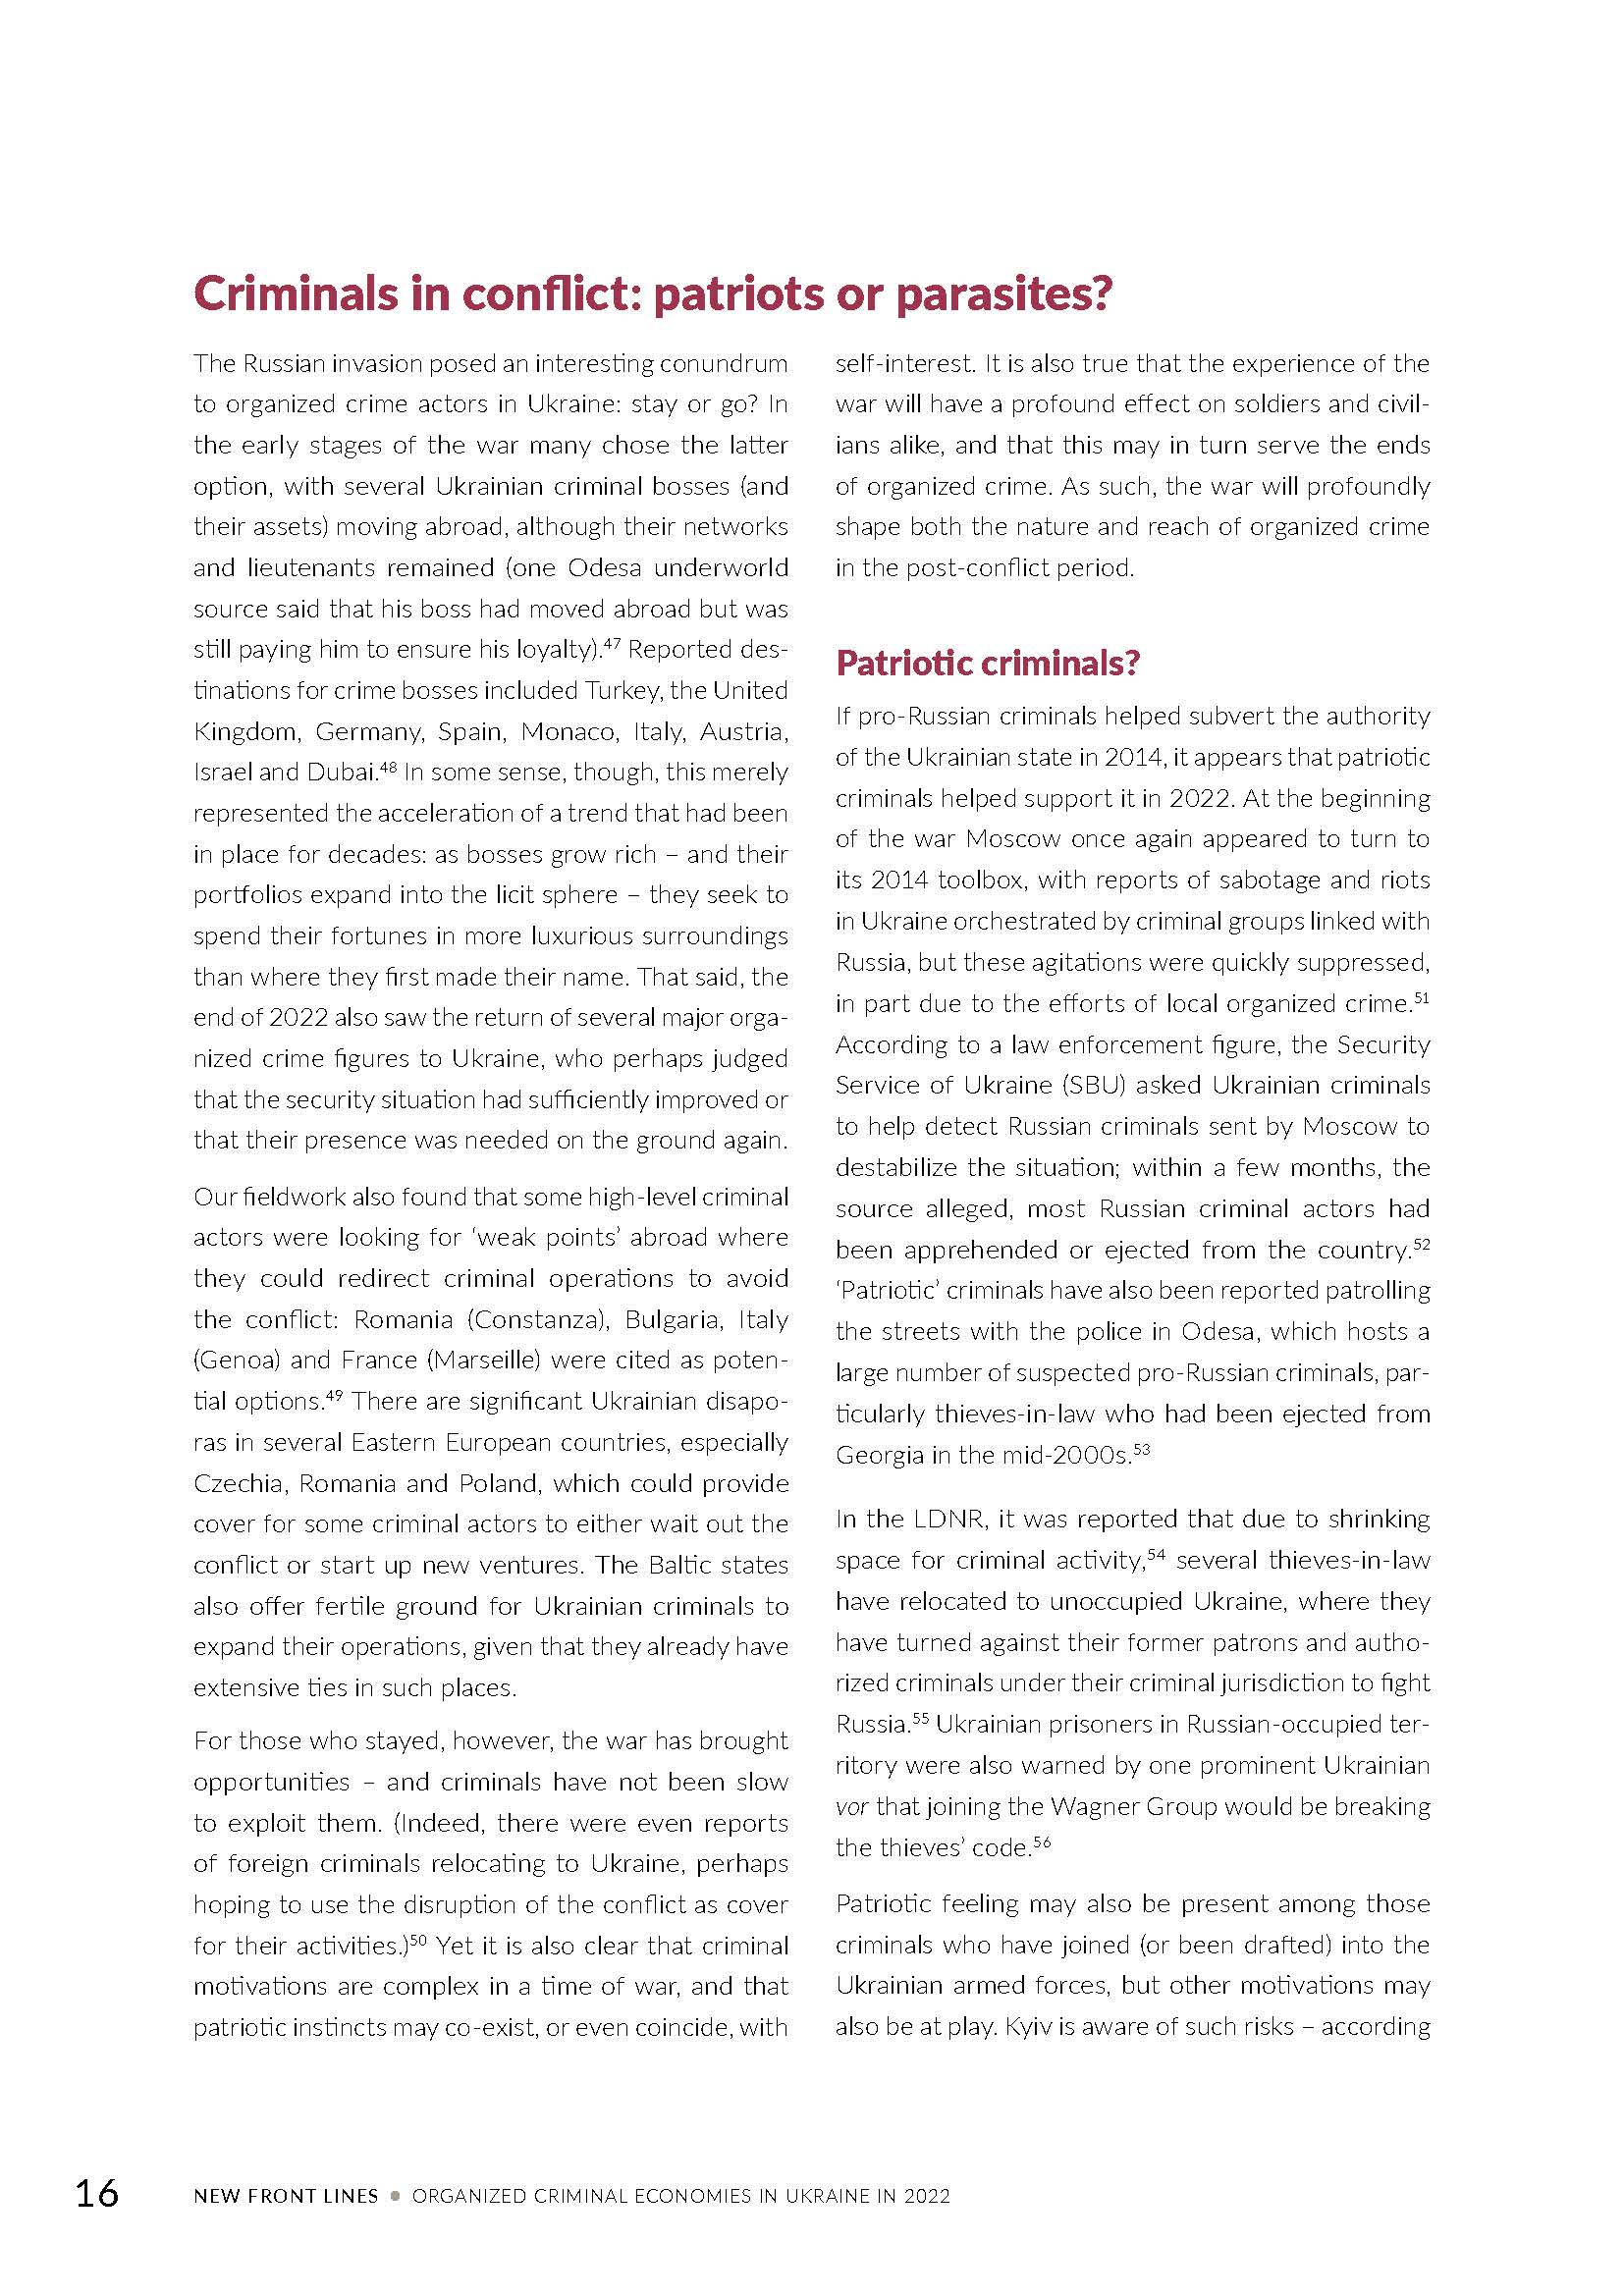 Criminals in conflict: patriots or parasites?
The Russian invasion posed an interesting conundrum
to organized crime actors in Ukraine: stay or go? In
the early stages of the war many chose the latter
option, with several Ukrainian criminal bosses (and
their assets) moving abroad, although their networks
and lieutenants remained (one Odesa underworld
source said that his boss had moved abroad but was
still paying him to ensure his loyalty).47 Reported des-
tinations for crime bosses included Turkey, the United
Kingdom, Germany, Spain, Monaco, Italy, Austria,
Israel and Dubai.48 In some sense, though, this merely
represented the acceleration of a trend that had been
in place for decades: as bosses grow rich – and their
portfolios expand into the licit sphere – they seek to
spend their fortunes in more luxurious surroundings
than where they first made their name. That said, the
end of 2022 also saw the return of several major orga-
nized crime figures to Ukraine, who perhaps judged
that the security situation had sufficiently improved or
that their presence was needed on the ground again.
Our fieldwork also found that some high-level criminal
actors were looking for ‘weak points’ abroad where
they could redirect criminal operations to avoid
the conflict: Romania (Constanza), Bulgaria, Italy
(Genoa) and France (Marseille) were cited as poten-
tial options.49 There are significant Ukrainian disapo-
ras in several Eastern European countries, especially
Czechia, Romania and Poland, which could provide
cover for some criminal actors to either wait out the
conflict or start up new ventures. The Baltic states
also offer fertile ground for Ukrainian criminals to
expand their operations, given that they already have
extensive ties in such places.
For those who stayed, however, the war has brought
opportunities – and criminals have not been slow
to exploit them. (Indeed, there were even reports
of foreign criminals relocating to Ukraine, perhaps
hoping to use the disruption of the conflict as cover
for their activities.)50 Yet it is also clear that criminal
motivations are complex in a time of war, and that
patriotic instincts may co-exist, or even coincide, with
self-interest. It is also true that the experience of the
war will have a profound effect on soldiers and civil-
ians alike, and that this may in turn serve the ends
of organized crime. As such, the war will profoundly
shape both the nature and reach of organized crime
in the post-conflict period.
Patriotic criminals?
If pro-Russian criminals helped subvert the authority
of the Ukrainian state in 2014, it appears that patriotic
criminals helped support it in 2022. At the beginning
of the war Moscow once again appeared to turn to
its 2014 toolbox, with reports of sabotage and riots
in Ukraine orchestrated by criminal groups linked with
Russia, but these agitations were quickly suppressed,
in part due to the efforts of local organized crime.51
According to a law enforcement figure, the Security
Service of Ukraine (SBU) asked Ukrainian criminals
to help detect Russian criminals sent by Moscow to
destabilize the situation; within a few months, the
source alleged, most Russian criminal actors had
been apprehended or ejected from the country.52
‘Patriotic’ criminals have also been reported patrolling
the streets with the police in Odesa, which hosts a
large number of suspected pro-Russian criminals, par-
ticularly thieves-in-law who had been ejected from
Georgia in the mid-2000s.53
In the LDNR, it was reported that due to shrinking
space for criminal activity,54 several thieves-in-law
have relocated to unoccupied Ukraine, where they
have turned against their former patrons and autho-
rized criminals under their criminal jurisdiction to fight
Russia.55 Ukrainian prisoners in Russian-occupied ter-
ritory were also warned by one prominent Ukrainian
vor that joining the Wagner Group would be breaking
the thieves’ code.56
Patriotic feeling may also be present among those
criminals who have joined (or been drafted) into the
Ukrainian armed forces, but other motivations may
also be at play. Kyiv is aware of such risks – according
16 NEW FRONT LINES • ORGANIZED CRIMINAL ECONOMIES IN UKRAINE IN 2022